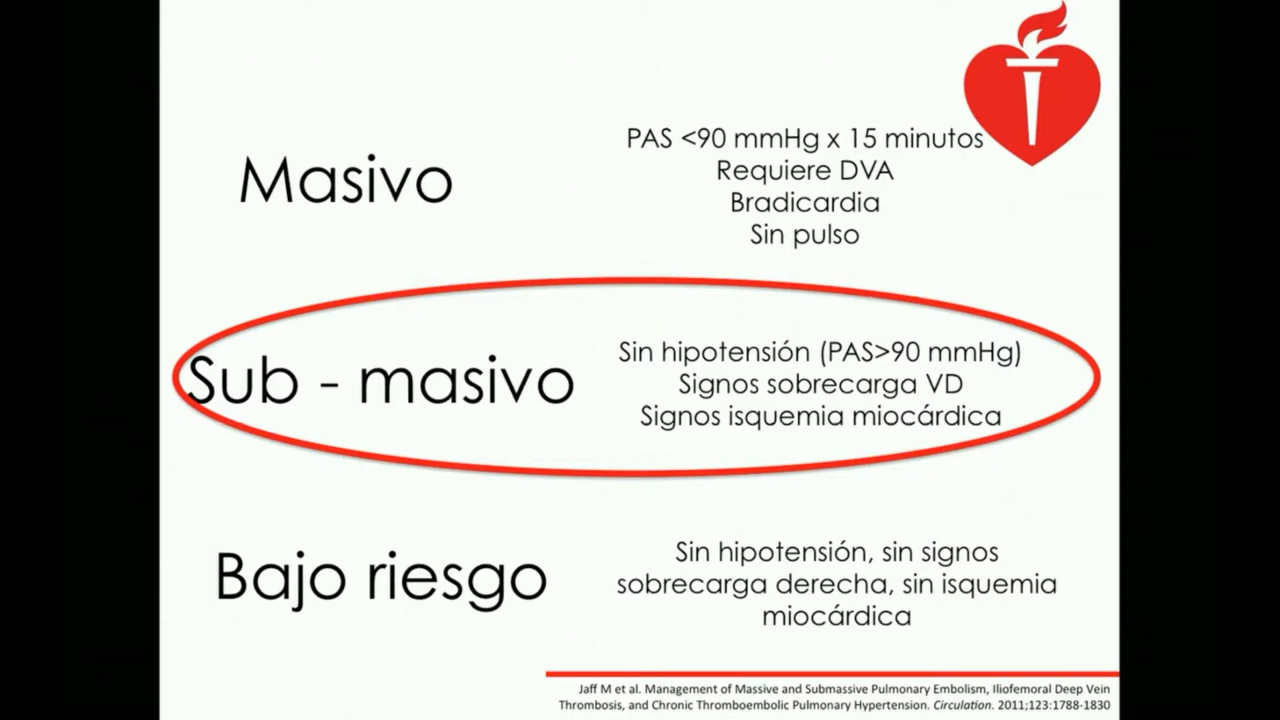 Masivo
PAS <90 mmHg x 15 minutos
Requiere DVA
Bradicardia
Sin pulso
Sub - masivo
Sin hipotensión (PAS>90 mmHg)
Signos sobrecarga VD
Signos isquemia miocárdica
Bajo riesgo
Sin hipotensión, sin signos
sobrecarga derecha, sin isquemia
miocárdica
Jaff M et al. Management of Massive and Submassive Pulmonary Embolism, Iliofemoral Deep Vein
Thrombosis, and Chronic Thromboembolic Pulmonary Hypertension. Circulation. 2011;123:1788-1830